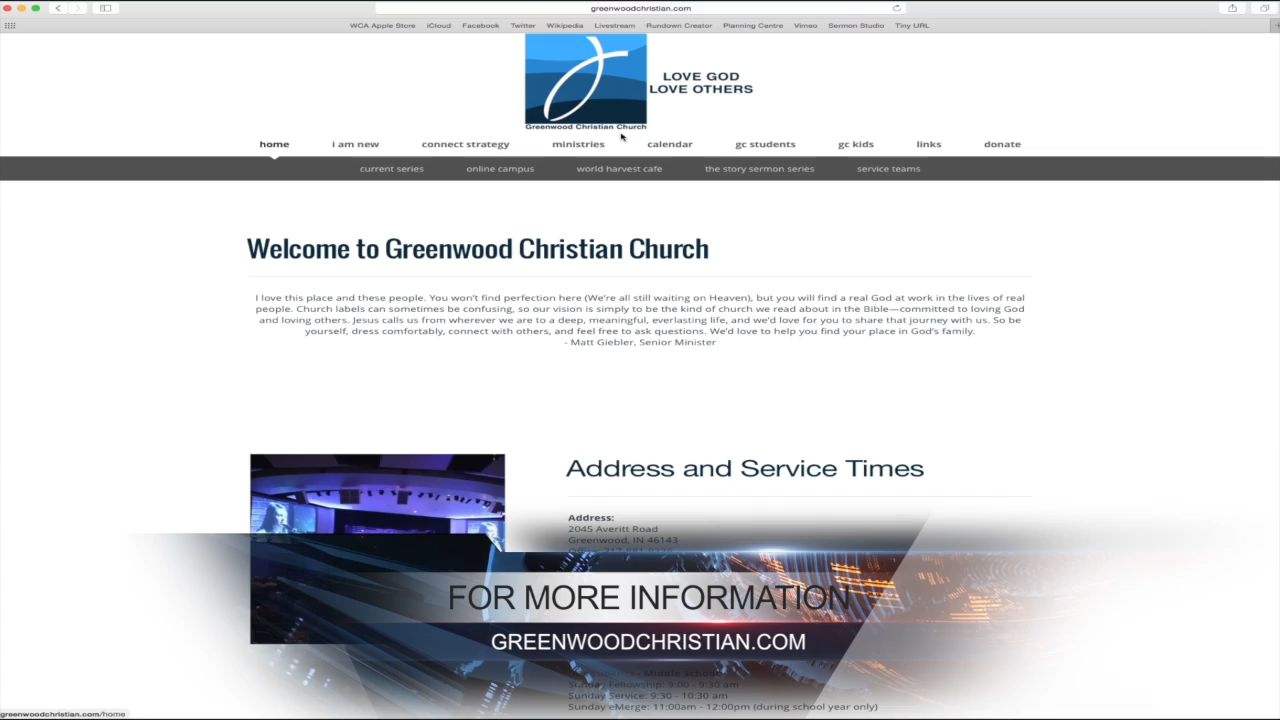 greenwoodchristian.com
WCA Apple Store iCloud Facebook Twitter Wikipedia Livestream Rundown Creator Planning Centre Vimeo Sermon Studio Tiny URL
LOVE GOD
LOVE OTHERS
Greenwood Christian Church
home i am new connect strategy ministries calendar gc students gc kids links donate
current series online campus world harvest cafe the story sermon series service teams
Welcome to Greenwood Christian Church
I love this place and these people. You won't find perfection here (We're all still waiting on Heaven), but you will find a real God at work in the lives of real
people. Church labels can sometimes be confusing, so our vision is simply to be the kind of church we read about in the Bible—committed to loving God
and loving others. Jesus calls us from wherever we are to a deep, meaningful, everlasting life, and we'd love for you to share that journey with us. So be
yourself, dress comfortably, connect with others, and feel free to ask questions. We'd love to help you find your place in God's family.
- Matt Giebler, Senior Minister
Address and Service Times
Address:
2045 Averitt Road
Greenwood, IN 46143
FOR MORE INFORMATION
GREENWOODCHRISTIAN.COM
- Middle School
Sunday Fellowship: 9:00 - 9:30 am
Sunday Service: 9:30 - 10:30 am
Sunday eMerge: 11:00am - 12:00pm (during school year only)
greenwoodchristian.com/home